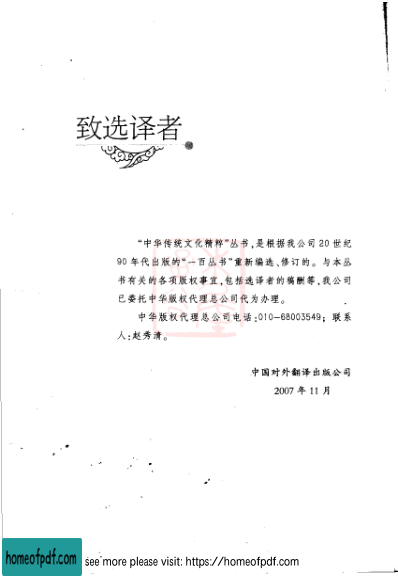 致选译者
“中华传统文化精粹”丛书,是根据我公司20世纪
90年代出版的“一百丛书”重新编选、修订的。与本丛
书有关的各项版权事宜,包括选译者的稿酬等,我公司
已委托中华版权代理总公司代为办理。
中华版权代理总公司电话:010-68003549；联系
人:赵秀清。
中国对外翻译出版公司
2007年11月
homeofpdf.com
see more please visit: https://homeofpdf.com